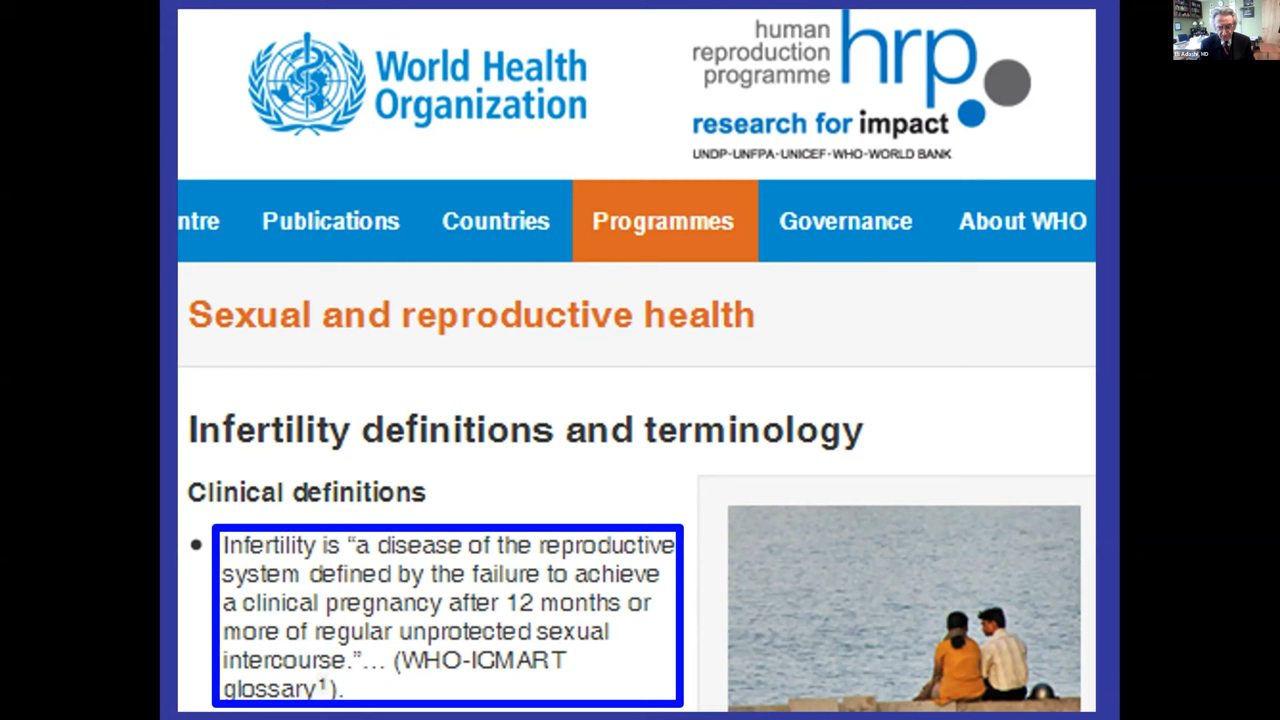 World Health
Organization
human
reproduction
programme
hrp
research for impact
UNDP·UNFPA·UNICEF·WHO·WORLD BANK
ntre
Publications
Countries
Programmes
Governance
About WHO
Sexual and reproductive health
Infertility definitions and terminology
Clinical definitions
• Infertility is “a disease of the reproductive
system defined by the failure to achieve
a clinical pregnancy after 12 months or
more of regular unprotected sexual
intercourse.”… (WHO-ICMART
glossary¹).
Eli Adashi, MD